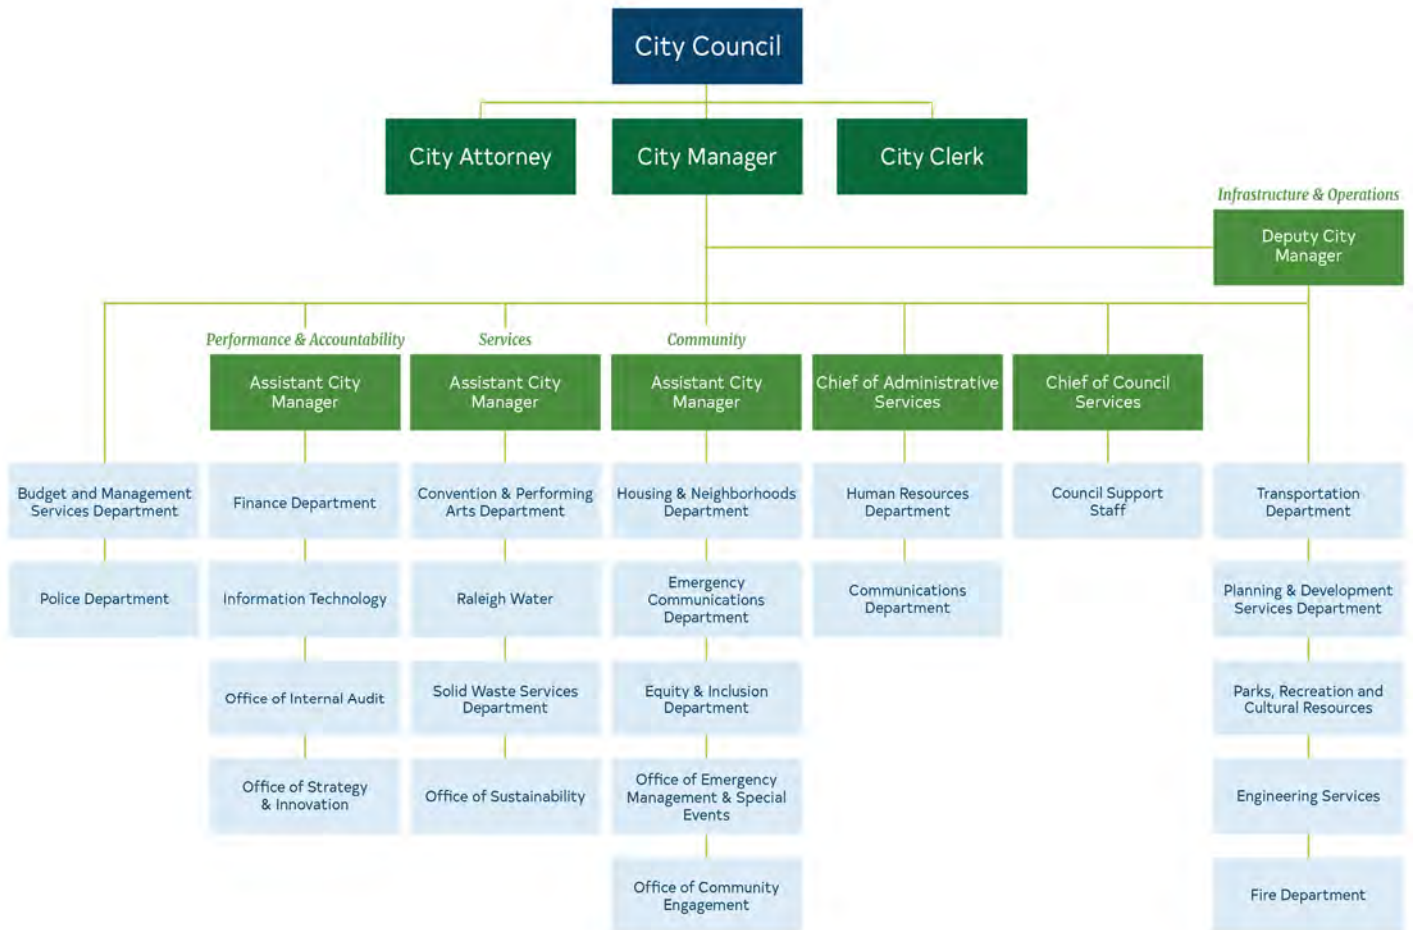 City Council
City Attorney
City Manager
City Clerk
Infrastructure & Operations
Deputy City
Manager
Performance & Accountability
Services
Community
Assistant City
Manager
Assistant City
Manager
Assistant City
Manager
Chief of Administrative
Services
Chief of Council
Services
Budget and Management
Services Department
Finance Department
Convention & Performing
Arts Department
Housing & Neighborhoods
Department
Human Resources
Department
Council Support
Staff
Transportation
Department
Police Department
Information Technology
Raleigh Water
Emergency
Communications
Department
Communications
Department
Planning & Development
Services Department
Office of Internal Audit
Solid Waste Services
Department
Equity & Inclusion
Department
Parks, Recreation and
Cultural Resources
Office of Strategy
& Innovation
Office of Sustainability
Office of Emergency
Management & Special
Events
Engineering Services
Office of Community
Engagement
Fire Department